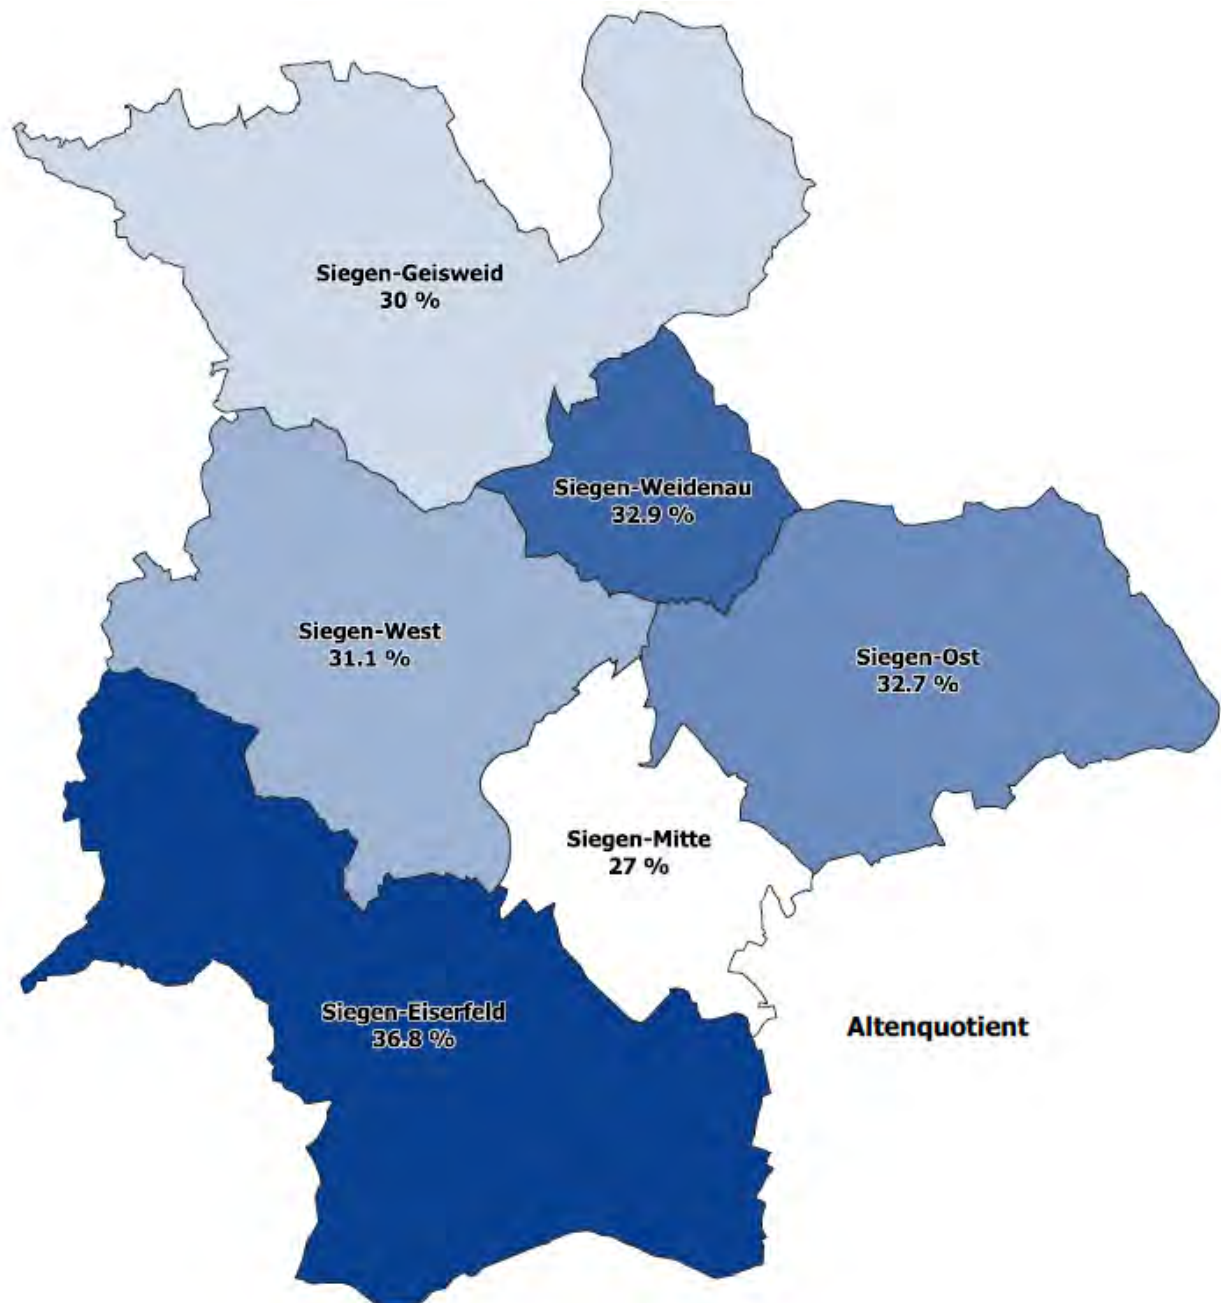 Siegen-Geisweid
30 %
Siegen-Weidenau
32.9 %
Siegen-West
31.1 %
Siegen-Ost
32.7 %
Siegen-Mitte
27 %
Siegen-Eiserfeld
36.8 %
Altenquotient